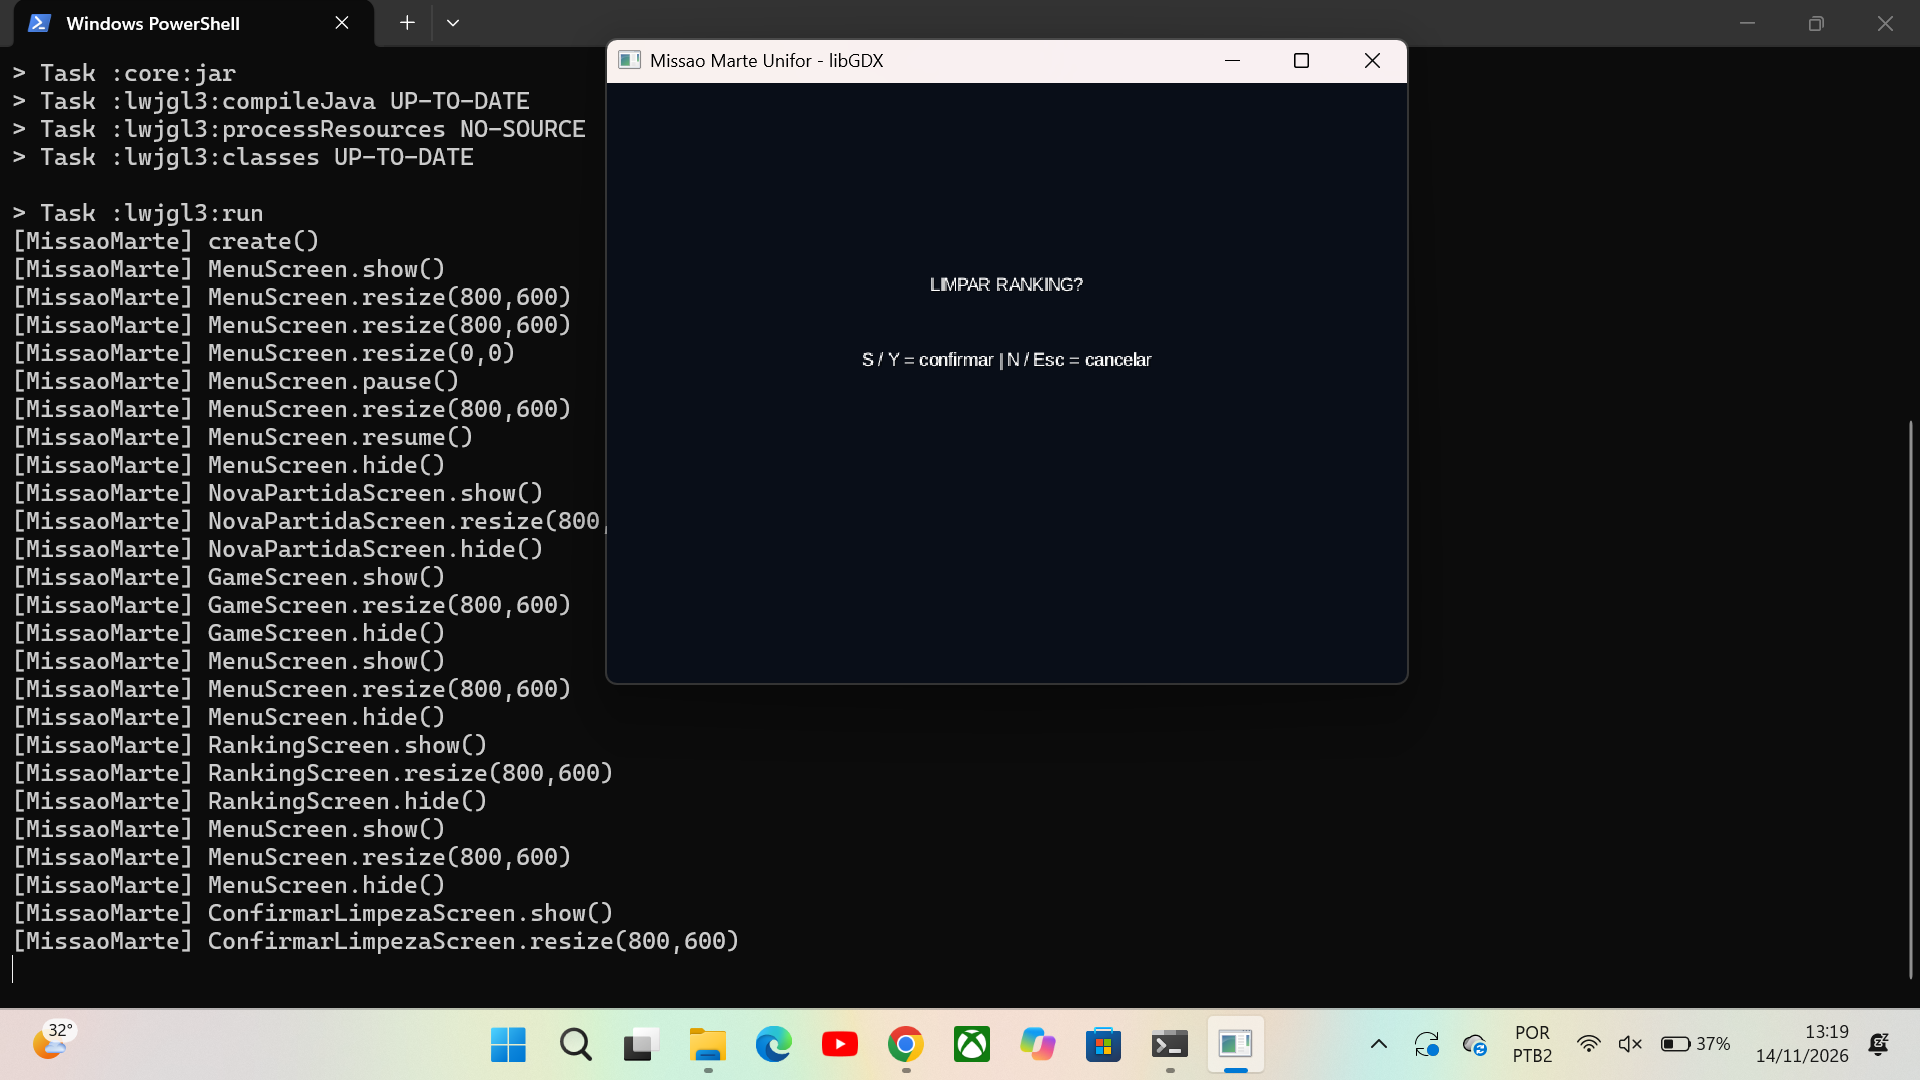 Windows PowerShell
> Task :core:jar
> Task :lwjgl3:compileJava UP-TO-DATE
> Task :lwjgl3:processResources NO-SOURCE
> Task :lwjgl3:classes UP-TO-DATE
> Task :lwjgl3:run
[MissaoMarte] create()
[MissaoMarte] MenuScreen.show()
[MissaoMarte] MenuScreen.resize(800,600)
[MissaoMarte] MenuScreen.resize(800,600)
[MissaoMarte] MenuScreen.resize(0,0)
[MissaoMarte] MenuScreen.pause()
[MissaoMarte] MenuScreen.resize(800,600)
[MissaoMarte] MenuScreen.resume()
[MissaoMarte] MenuScreen.hide()
[MissaoMarte] NovaPartidaScreen.show()
[MissaoMarte] NovaPartidaScreen.resize(800,
[MissaoMarte] NovaPartidaScreen.hide()
[MissaoMarte] GameScreen.show()
[MissaoMarte] GameScreen.resize(800,600)
[MissaoMarte] GameScreen.hide()
[MissaoMarte] MenuScreen.show()
[MissaoMarte] MenuScreen.resize(800,600)
[MissaoMarte] MenuScreen.hide()
[MissaoMarte] RankingScreen.show()
[MissaoMarte] RankingScreen.resize(800,600)
[MissaoMarte] RankingScreen.hide()
[MissaoMarte] MenuScreen.show()
[MissaoMarte] MenuScreen.resize(800,600)
[MissaoMarte] MenuScreen.hide()
[MissaoMarte] ConfirmarLimpezaScreen.show()
[MissaoMarte] ConfirmarLimpezaScreen.resize(800,600)
Missao Marte Unifor - libGDX
LIMPAR RANKING?
S / Y = confirmar | N / Esc = cancelar
32°
POR
PTB2
37%
13:19
14/11/2026